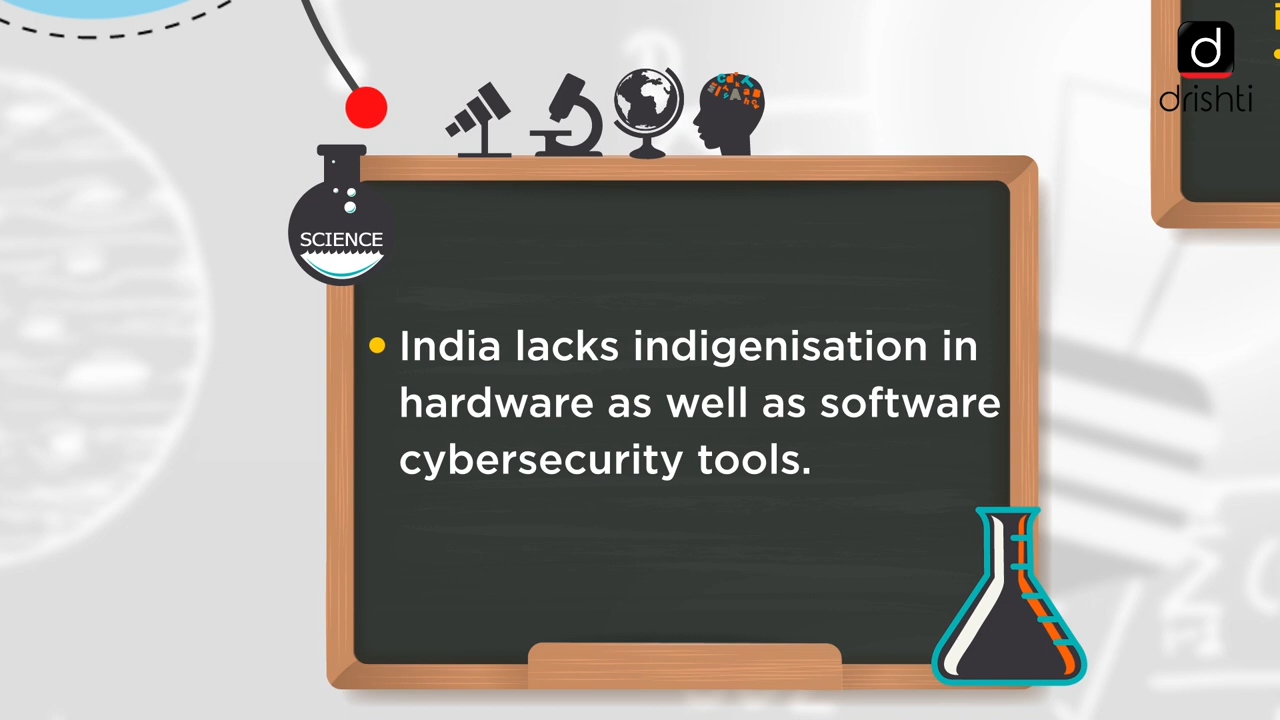 d
drishti
SCIENCE
India lacks indigenisation in
hardware as well as software
cybersecurity tools.